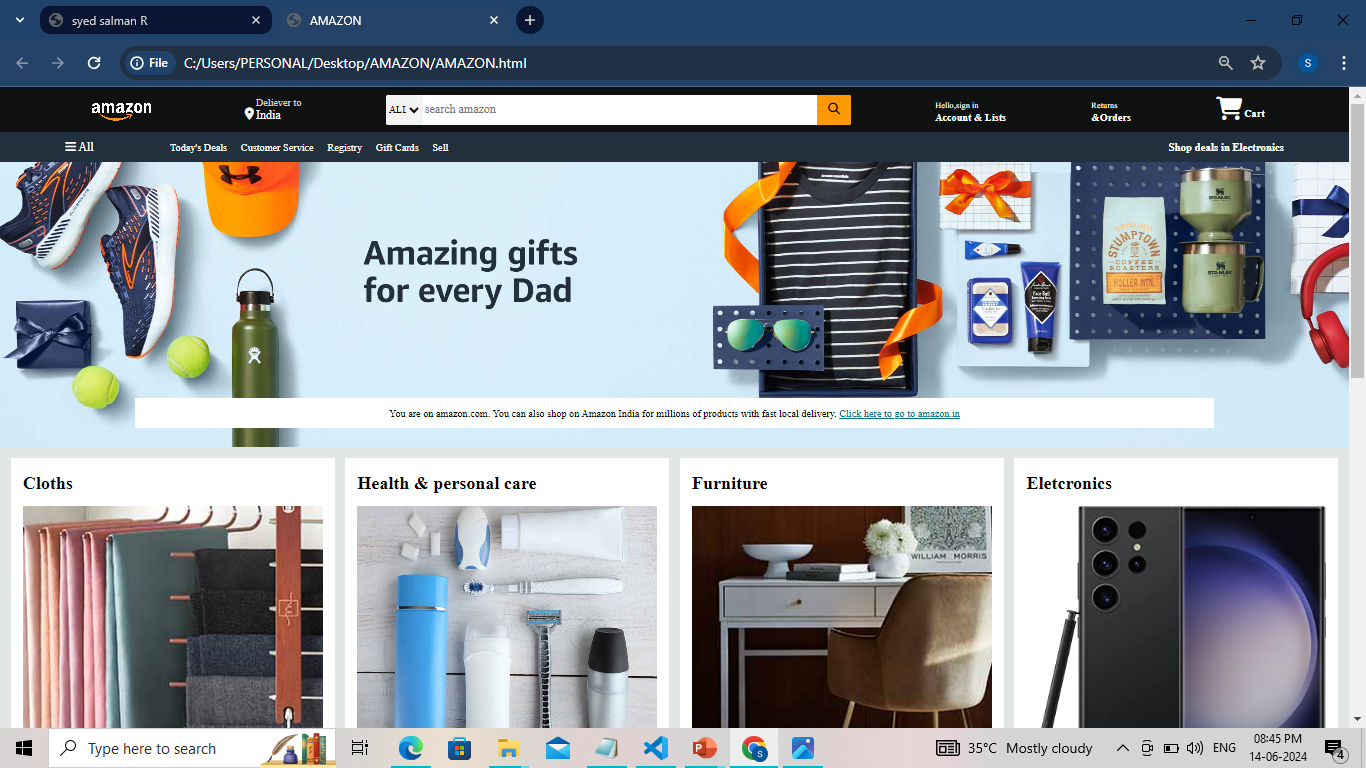 syed salman R
AMAZON
File C:/Users/PERSONAL/Desktop/AMAZON/AMAZON.html
S
amazon
Deliever to
India
ALL search amazon
Hello,sign in
Account & Lists
Returns
&Orders
Cart
All Today's Deals Customer Service Registry Gift Cards Sell Shop deals in Electronics
Amazing gifts
for every Dad
STANLEY
STUMPTOWN
COFFEE
ROASTERS
HOLLER MTN.
STANLEY
You are on amazon.com. You can also shop on Amazon India for millions of products with fast local delivery. Click here to go to amazon.in
Cloths
Health & personal care
Furniture
Eletcronics
WILLIAM MORRIS
Type here to search
S
35°C Mostly cloudy
ENG
08:45 PM
14-06-2024
4